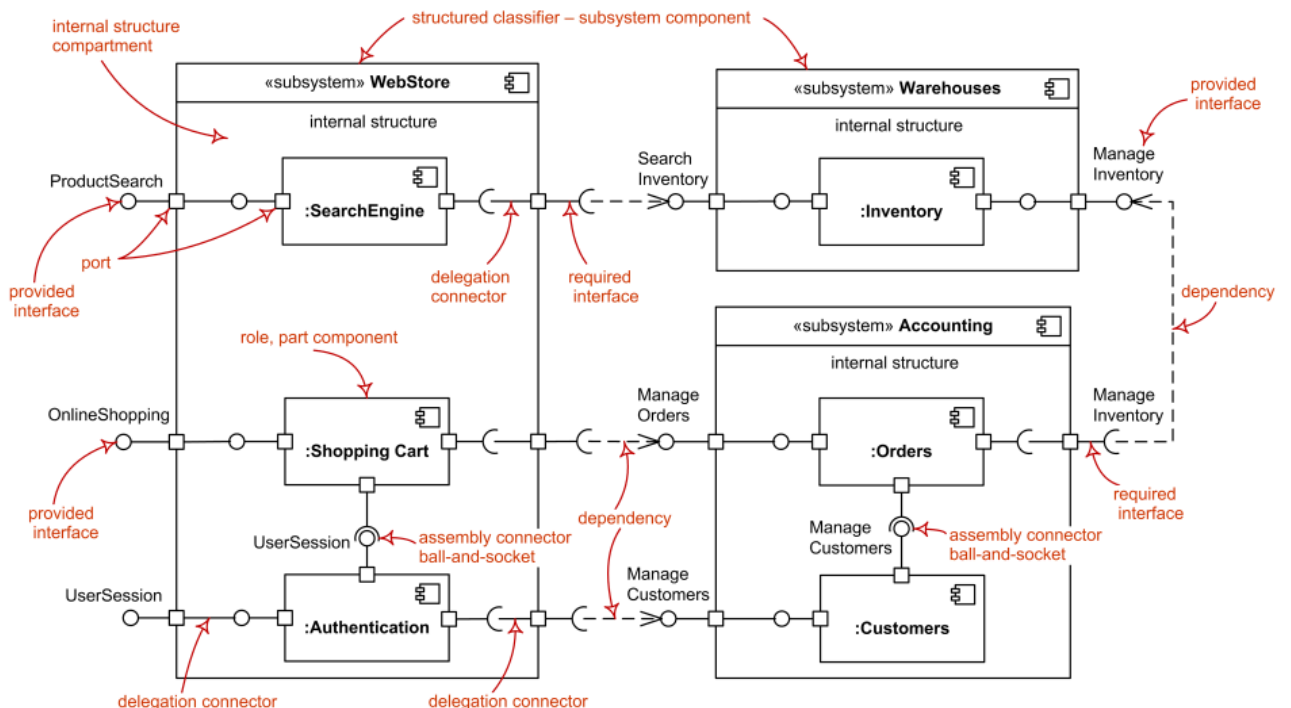 structured classifier – subsystem component
internal structure
compartment
«subsystem» WebStore
internal structure
«subsystem» Warehouses
internal structure
provided
interface
ProductSearch
:SearchEngine
Search
Inventory
:Inventory
Manage
Inventory
port
provided
interface
delegation
connector
required
interface
dependency
role, part component
«subsystem» Accounting
internal structure
OnlineShopping
:Shopping Cart
Manage
Orders
:Orders
Manage
Inventory
provided
interface
dependency
required
interface
UserSession
assembly connector
ball-and-socket
Manage
Customers
assembly connector
ball-and-socket
UserSession
:Authentication
Manage
Customers
:Customers
delegation connector
delegation connector